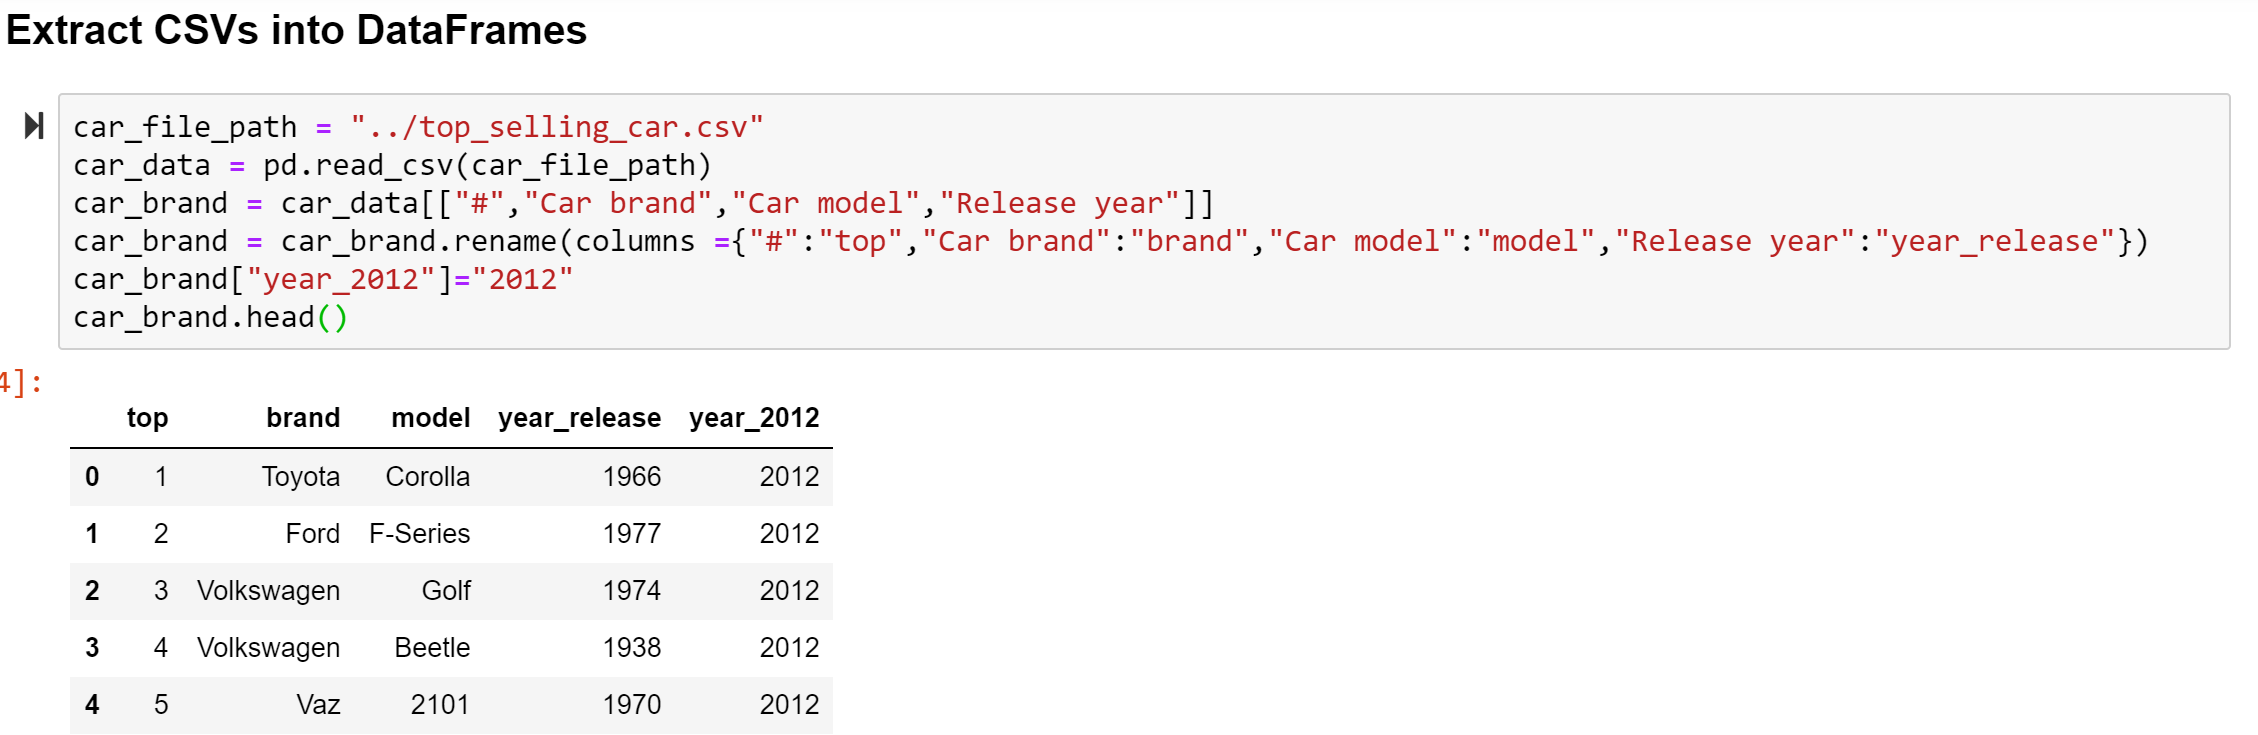 Extract CSVs into DataFrames
car_file_path = "../top_selling_car.csv"
car_data = pd.read_csv(car_file_path)
car_brand = car_data[["#","Car brand","Car model","Release year"]]
car_brand = car_brand.rename(columns ={"#":"top","Car brand":"brand","Car model":"model","Release year":"year_release"})
car_brand["year_2012"]="2012"
car_brand.head()
4]:
top brand model year_release year_2012
0 1 Toyota Corolla 1966 2012
1 2 Ford F-Series 1977 2012
2 3 Volkswagen Golf 1974 2012
3 4 Volkswagen Beetle 1938 2012
4 5 Vaz 2101 1970 2012